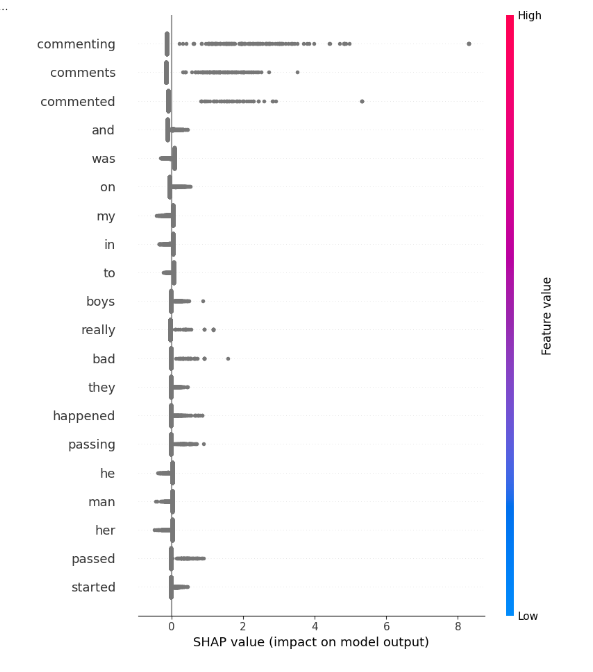 ...
High
commenting
comments
commented
and
was
on
my
in
to
boys
really
bad
they
happened
passing
he
man
her
passed
started
Feature value
Low
0 2 4 6 8
SHAP value (impact on model output)